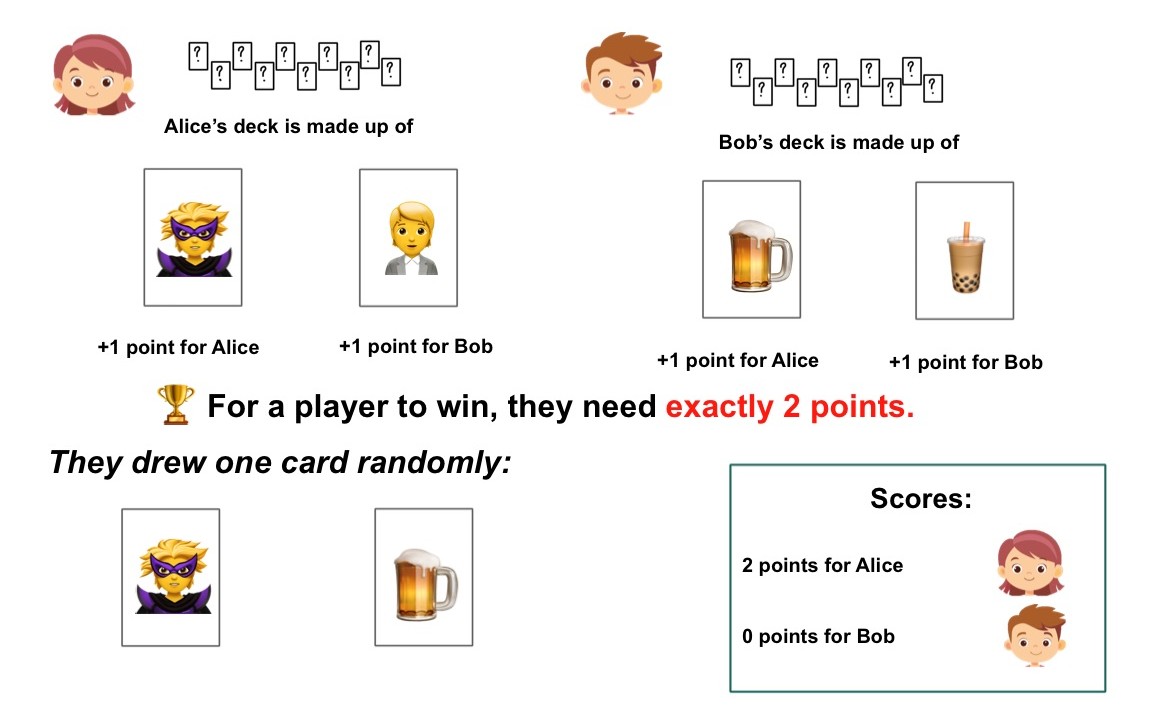 ? ? ? ? ? ? ? ? ? ?
? ? ? ? ? ? ? ? ? ?
Alice’s deck is made up of
Bob’s deck is made up of
+1 point for Alice
+1 point for Bob
+1 point for Alice
+1 point for Bob
For a player to win, they need exactly 2 points.
They drew one card randomly:
Scores:
2 points for Alice
0 points for Bob